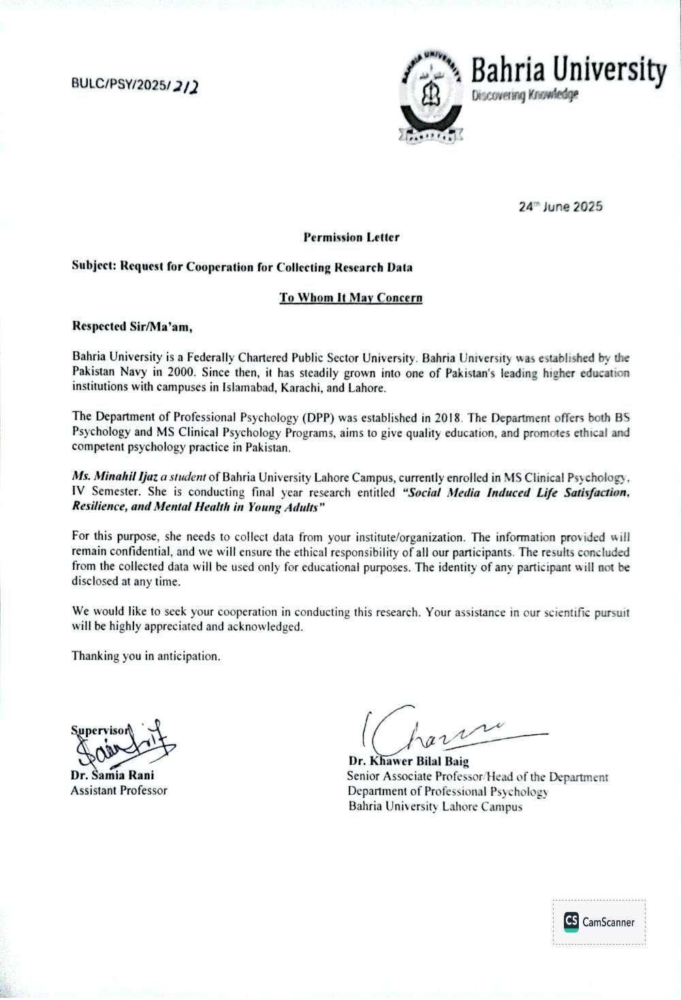 BULC/PSY/2025/212
BAHRIA UNIVERSITY
PAKISTAN
Bahria University
Discovering Knowledge
24th June 2025
Permission Letter
Subject: Request for Cooperation for Collecting Research Data
To Whom It May Concern
Respected Sir/Ma'am,
Bahria University is a Federally Chartered Public Sector University. Bahria University was established by the
Pakistan Navy in 2000. Since then, it has steadily grown into one of Pakistan's leading higher education
institutions with campuses in Islamabad, Karachi, and Lahore.
The Department of Professional Psychology (DPP) was established in 2018. The Department offers both BS
Psychology and MS Clinical Psychology Programs, aims to give quality education, and promotes ethical and
competent psychology practice in Pakistan.
Ms. Minahil Ijaz a student of Bahria University Lahore Campus, currently enrolled in MS Clinical Psychology,
IV Semester. She is conducting final year research entitled “Social Media Induced Life Satisfaction,
Resilience, and Mental Health in Young Adults”
For this purpose, she needs to collect data from your institute/organization. The information provided will
remain confidential, and we will ensure the ethical responsibility of all our participants. The results concluded
from the collected data will be used only for educational purposes. The identity of any participant will not be
disclosed at any time.
We would like to seek your cooperation in conducting this research. Your assistance in our scientific pursuit
will be highly appreciated and acknowledged.
Thanking you in anticipation.
Supervisor
Dr. Samia Rani
Assistant Professor
Dr. Khawer Bilal Baig
Senior Associate Professor/Head of the Department
Department of Professional Psychology
Bahria University Lahore Campus
CS CamScanner